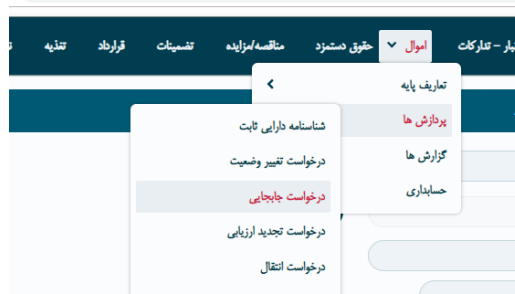 بار – تدارکات اموال حقوق دستمزد مناقصه/مزایده تضمینات قرارداد تغذیه
تعاریف پایه
پردازش ها
گزارش ها
حسابداری
شناسنامه دارایی ثابت
درخواست تغییر وضعیت
درخواست جابجایی
درخواست تجدید ارزیابی
درخواست انتقال